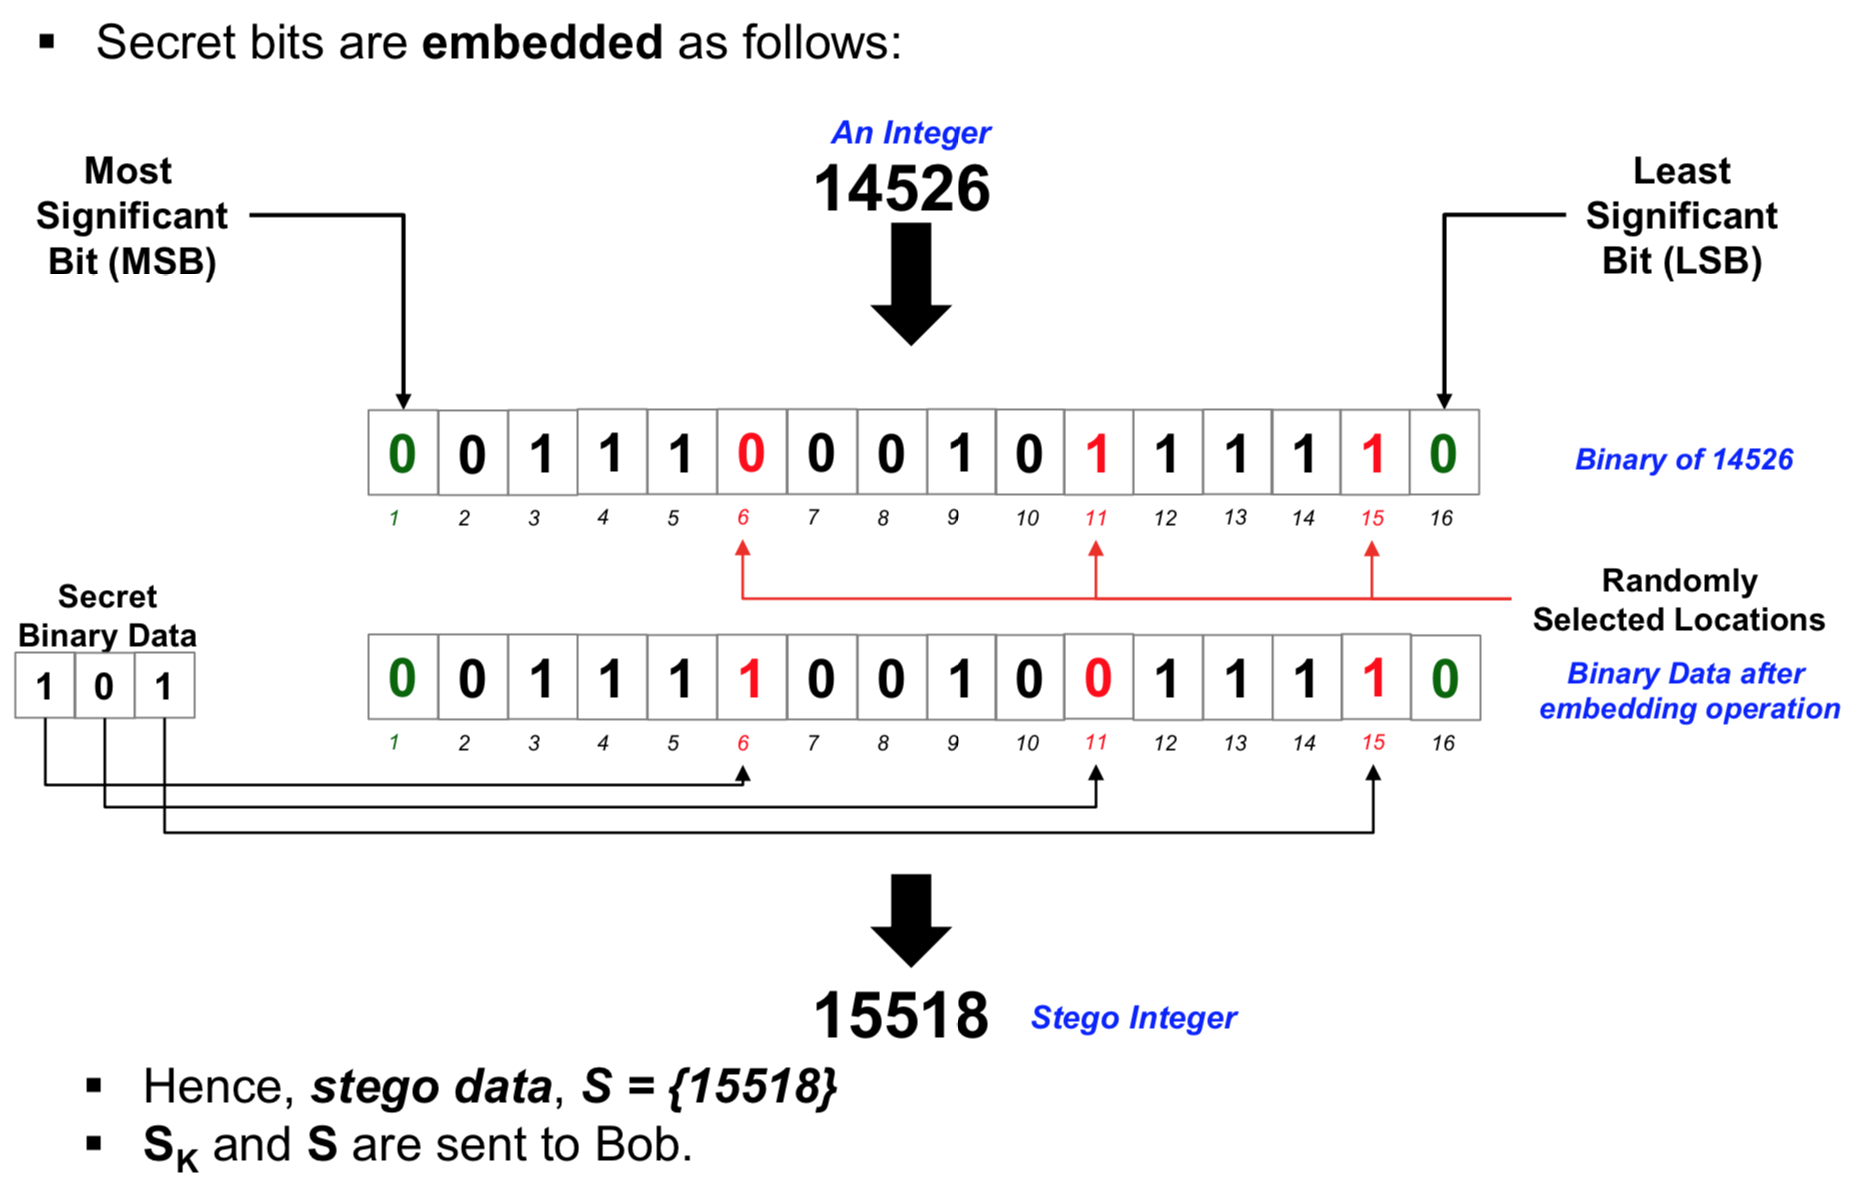 ▪ Secret bits are embedded as follows:
An Integer
14526
Most
Significant
Bit (MSB)
Least
Significant
Bit (LSB)
0 0 1 1 1 0 0 0 1 0 1 1 1 1 1 0
Binary of 14526
1 2 3 4 5 6 7 8 9 10 11 12 13 14 15 16
Randomly
Selected Locations
Secret
Binary Data
1 0 1
0 0 1 1 1 1 0 0 1 0 0 1 1 1 1 0
Binary Data after
embedding operation
1 2 3 4 5 6 7 8 9 10 11 12 13 14 15 16
15518
Stego Integer
▪ Hence, stego data, S = {15518}
▪ SK and S are sent to Bob.